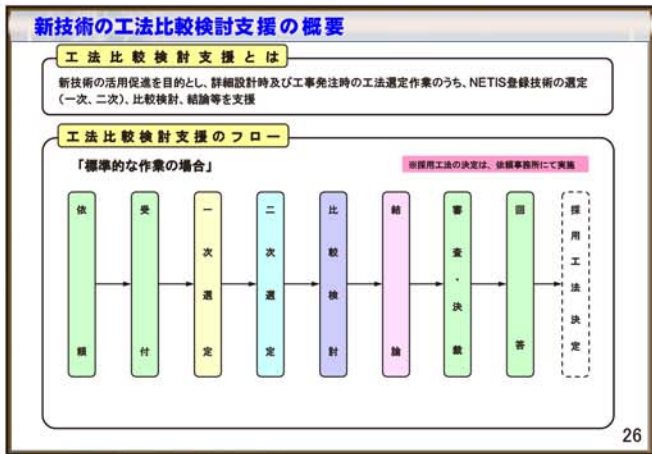 新技術の工法比較検討支援の概要
工法比較検討支援とは
新技術の活用促進を目的とし、詳細設計時及び工事発注時の工法選定作業のうち、NETIS登録技術の選定
(一次、二次)、比較検討、結論等を支援
工法比較検討支援のフロー
「標準的な作業の場合」
※採用工法の決定は、依頼事務所にて実施
依頼
受付
一次選定
二次選定
比較検討
結論
審査・決裁
回答
採用工法決定
26